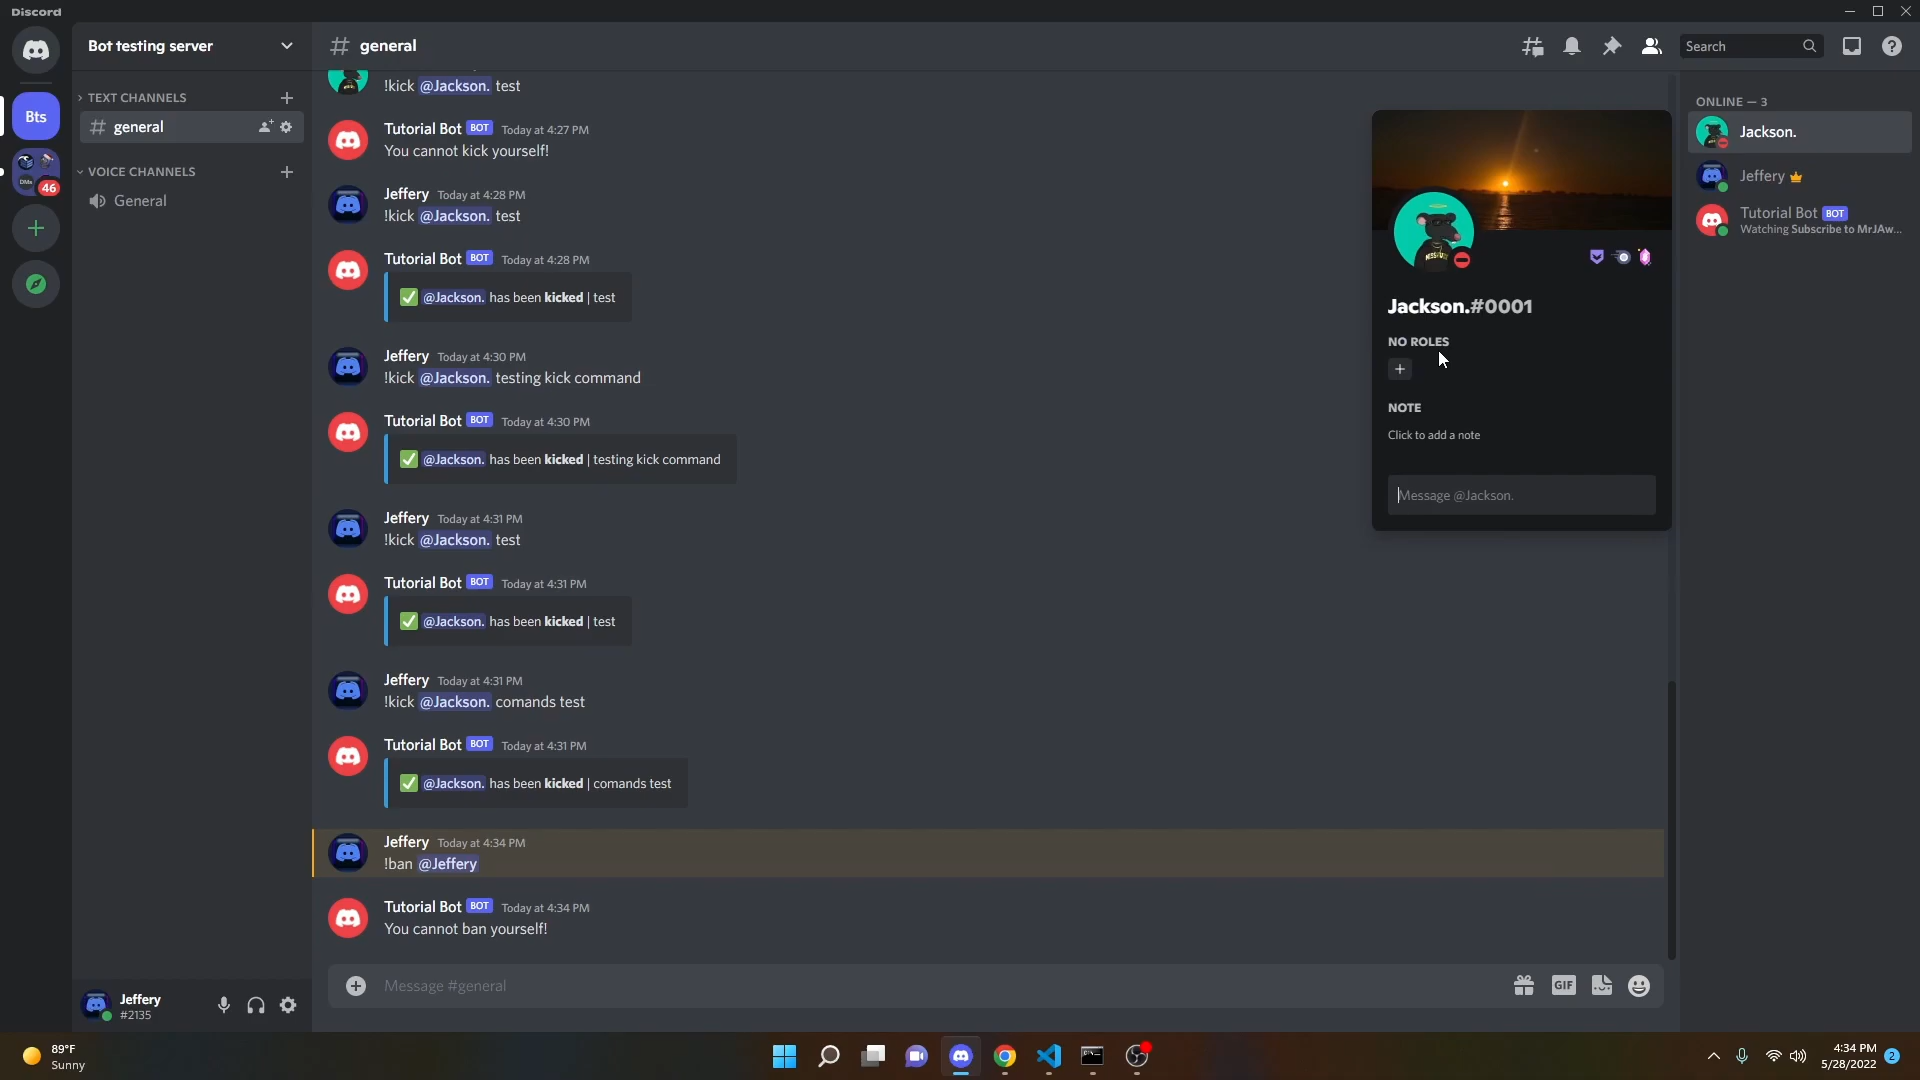 Discord
Bot testing server
general
Search
Bts
TEXT CHANNELS
general
VOICE CHANNELS
General
46
!kick @Jackson. test
Tutorial Bot BOT Today at 4:27 PM
You cannot kick yourself!
Jeffery Today at 4:28 PM
!kick @Jackson. test
Tutorial Bot BOT Today at 4:28 PM
@Jackson. has been kicked | test
Jeffery Today at 4:30 PM
!kick @Jackson. testing kick command
Tutorial Bot BOT Today at 4:30 PM
@Jackson. has been kicked | testing kick command
Jeffery Today at 4:31 PM
!kick @Jackson. test
Tutorial Bot BOT Today at 4:31 PM
@Jackson. has been kicked | test
Jeffery Today at 4:31 PM
!kick @Jackson. comands test
Tutorial Bot BOT Today at 4:31 PM
@Jackson. has been kicked | comands test
Jeffery Today at 4:34 PM
!ban @Jeffery
Tutorial Bot BOT Today at 4:34 PM
You cannot ban yourself!
Message #general
GIF
Jackson.#0001
NO ROLES
NOTE
Click to add a note
Message @Jackson.
ONLINE — 3
Jackson.
Jeffery
Tutorial Bot BOT
Watching Subscribe to MrJAw...
Jeffery
#2135
89°F
Sunny
4:34 PM
5/28/2022
2